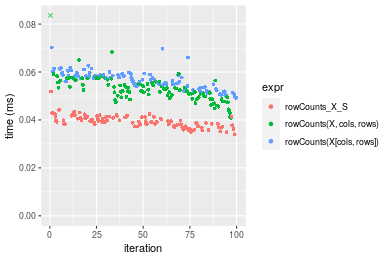 0.08
0.06
0.04
0.02
0.00
time (ms)
0
25
50
75
100
iteration
expr
rowCounts_X_S
rowCounts(X, cols, rows)
rowCounts(X[cols, rows])